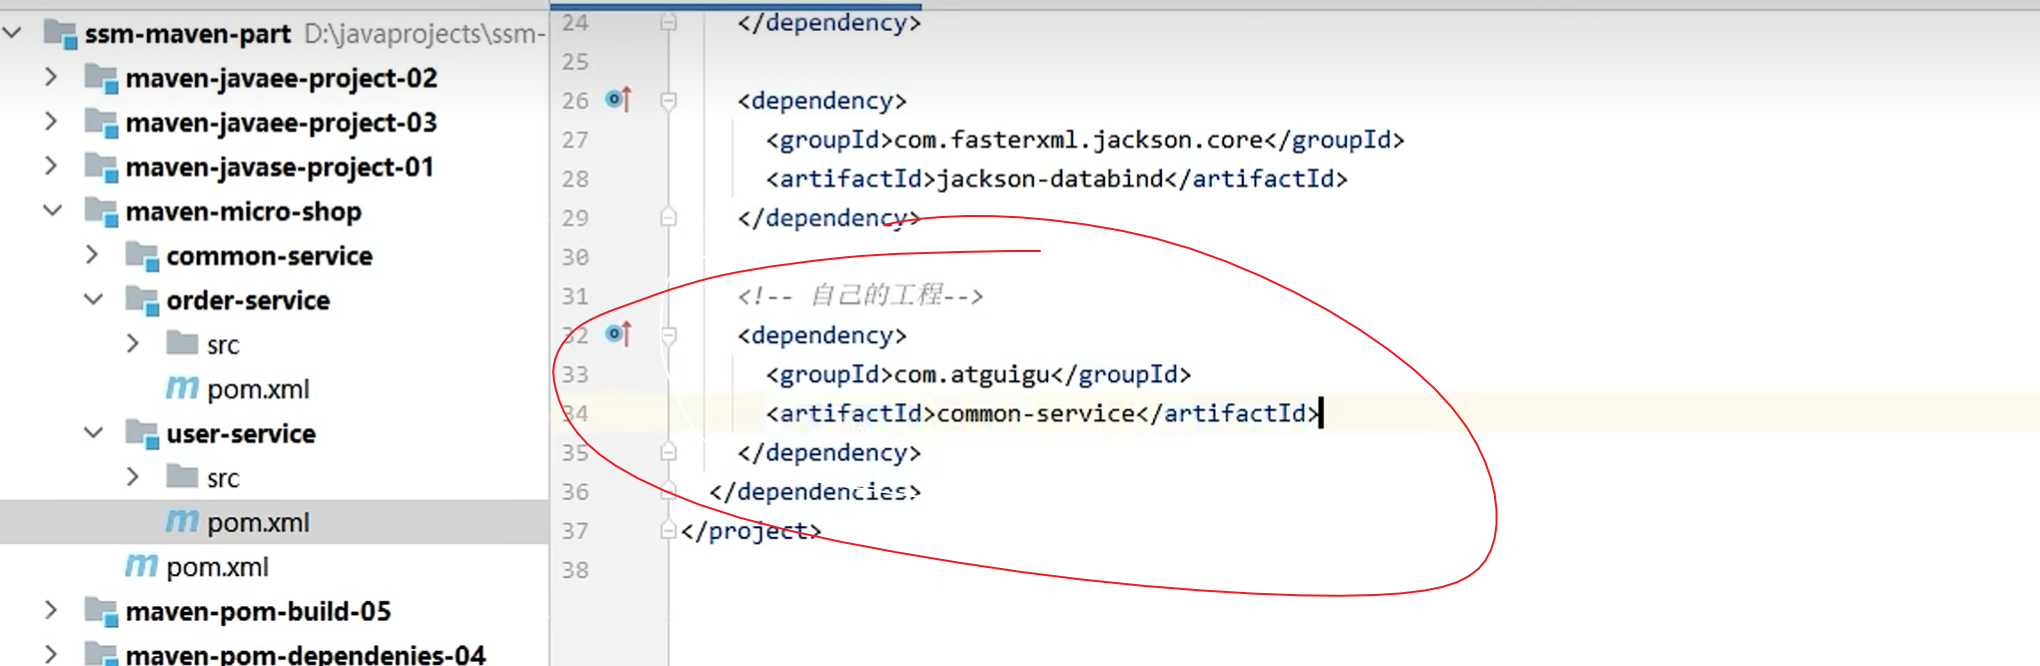 ssm-maven-part D:\javaprojects\ssm-
maven-javaee-project-02
maven-javaee-project-03
maven-javase-project-01
maven-micro-shop
common-service
order-service
src
pom.xml
user-service
src
pom.xml
pom.xml
maven-pom-build-05
maven-pom-dependenies-04
24 </dependency>
25
26 <dependency>
27 <groupId>com.fasterxml.jackson.core</groupId>
28 <artifactId>jackson-databind</artifactId>
29 </dependency>
30
31 <!-- 自己的工程-->
32 <dependency>
33 <groupId>com.atguigu</groupId>
34 <artifactId>common-service</artifactId>
35 </dependency>
36 </dependencies>
37 </project>
38